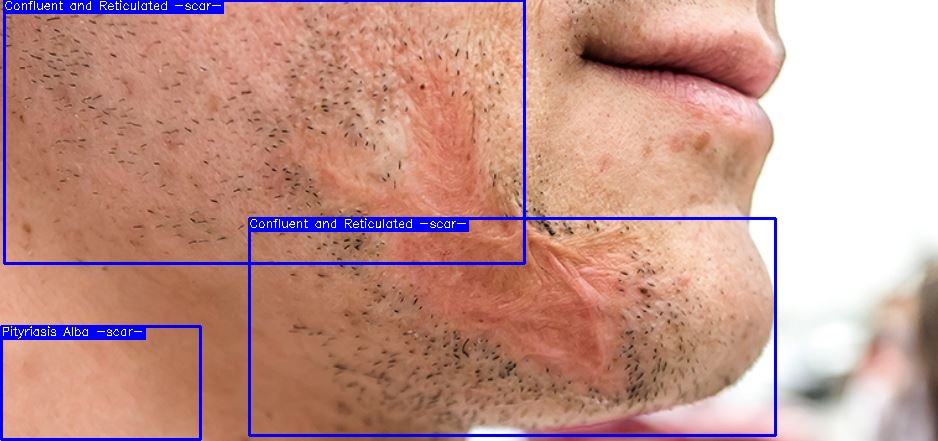 Confluent and Reticulated -scar-
Confluent and Reticulated -scar-
Pityriasis Alba -scar-